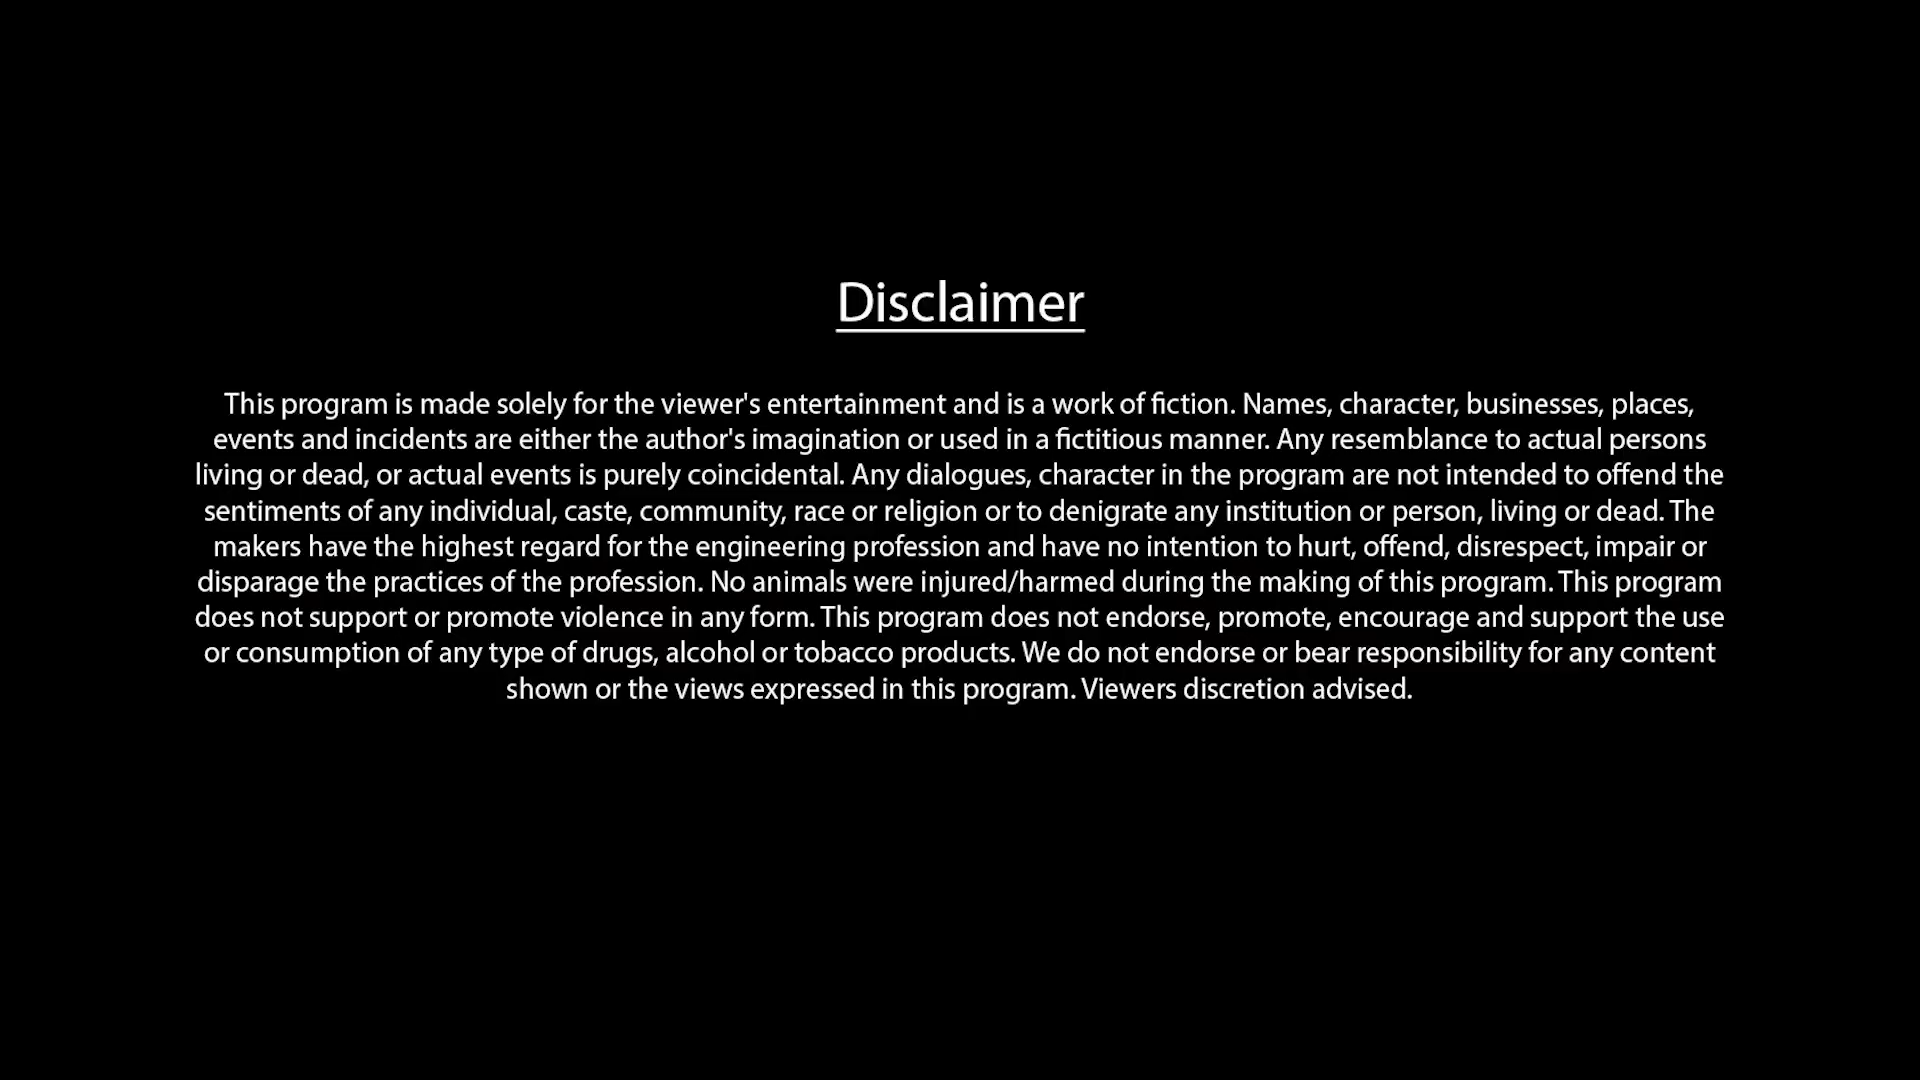 Disclaimer
This program is made solely for the viewer's entertainment and is a work of fiction. Names, character, businesses, places,
events and incidents are either the author's imagination or used in a fictitious manner. Any resemblance to actual persons
living or dead, or actual events is purely coincidental. Any dialogues, character in the program are not intended to offend the
sentiments of any individual, caste, community, race or religion or to denigrate any institution or person, living or dead. The
makers have the highest regard for the engineering profession and have no intention to hurt, offend, disrespect, impair or
disparage the practices of the profession. No animals were injured/harmed during the making of this program. This program
does not support or promote violence in any form. This program does not endorse, promote, encourage and support the use
or consumption of any type of drugs, alcohol or tobacco products. We do not endorse or bear responsibility for any content
shown or the views expressed in this program. Viewers discretion advised.